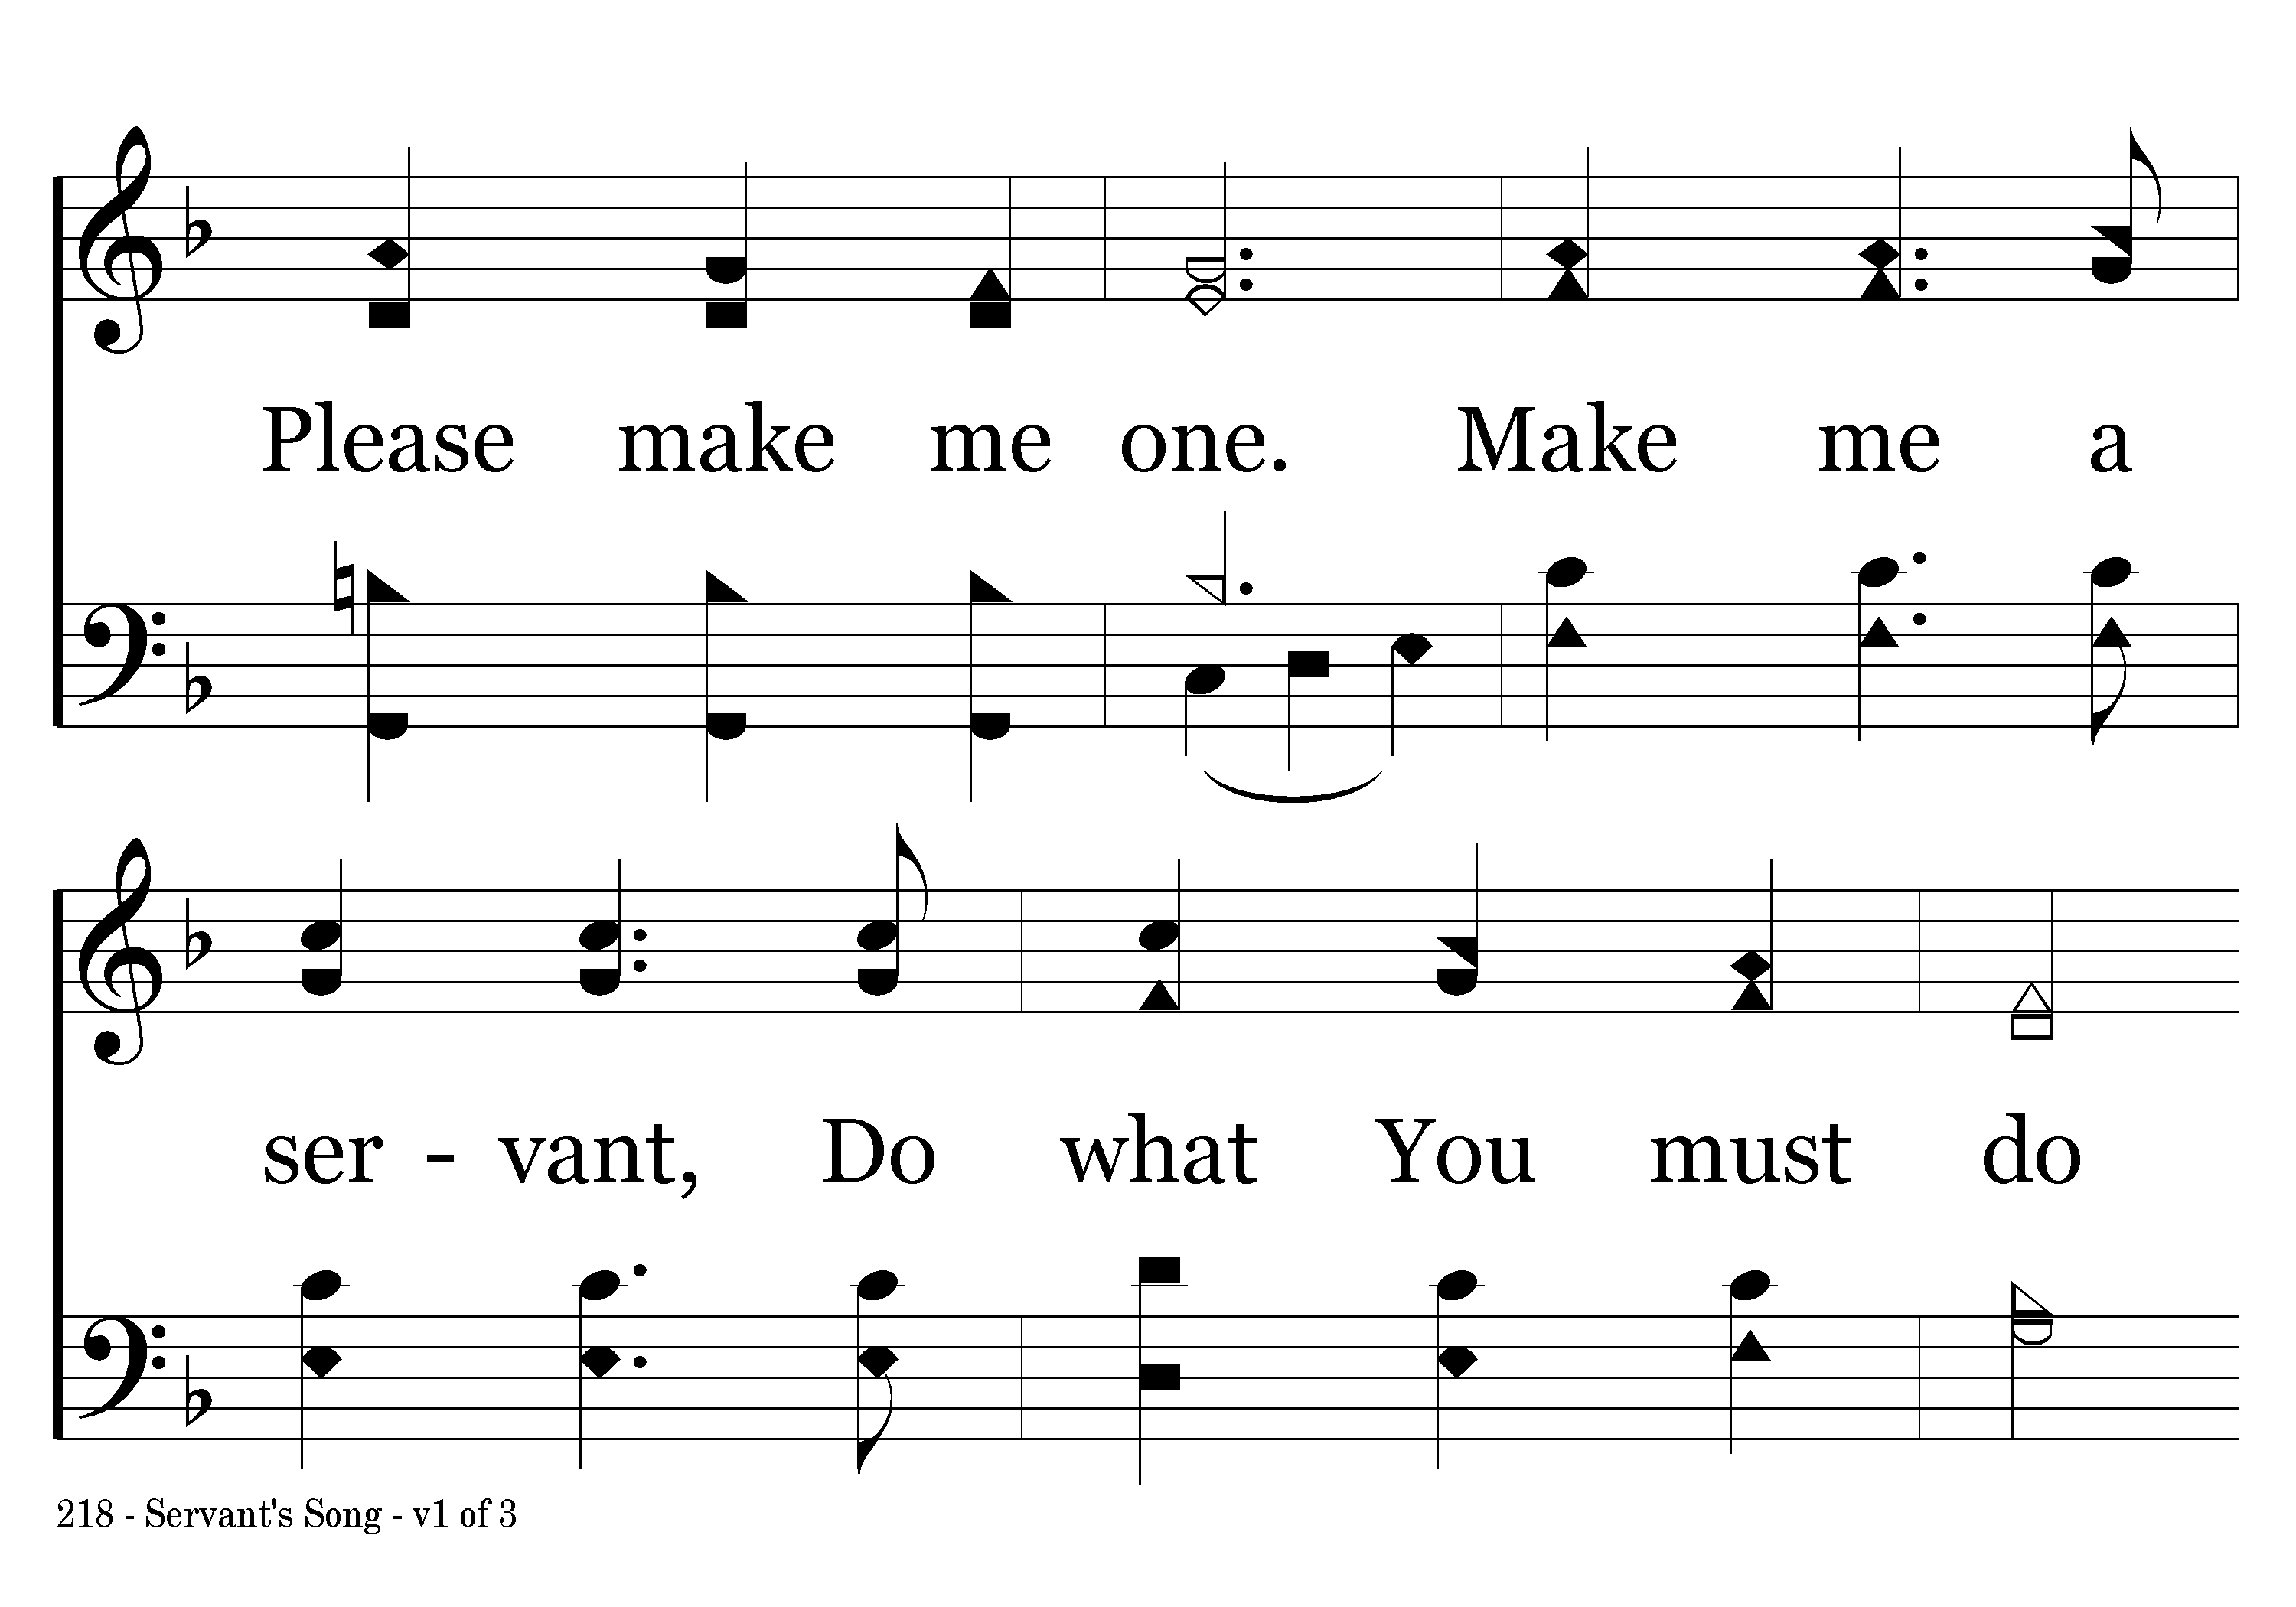 Please make me one. Make me a
ser - vant, Do what You must do
218 - Servant's Song - v1 of 3